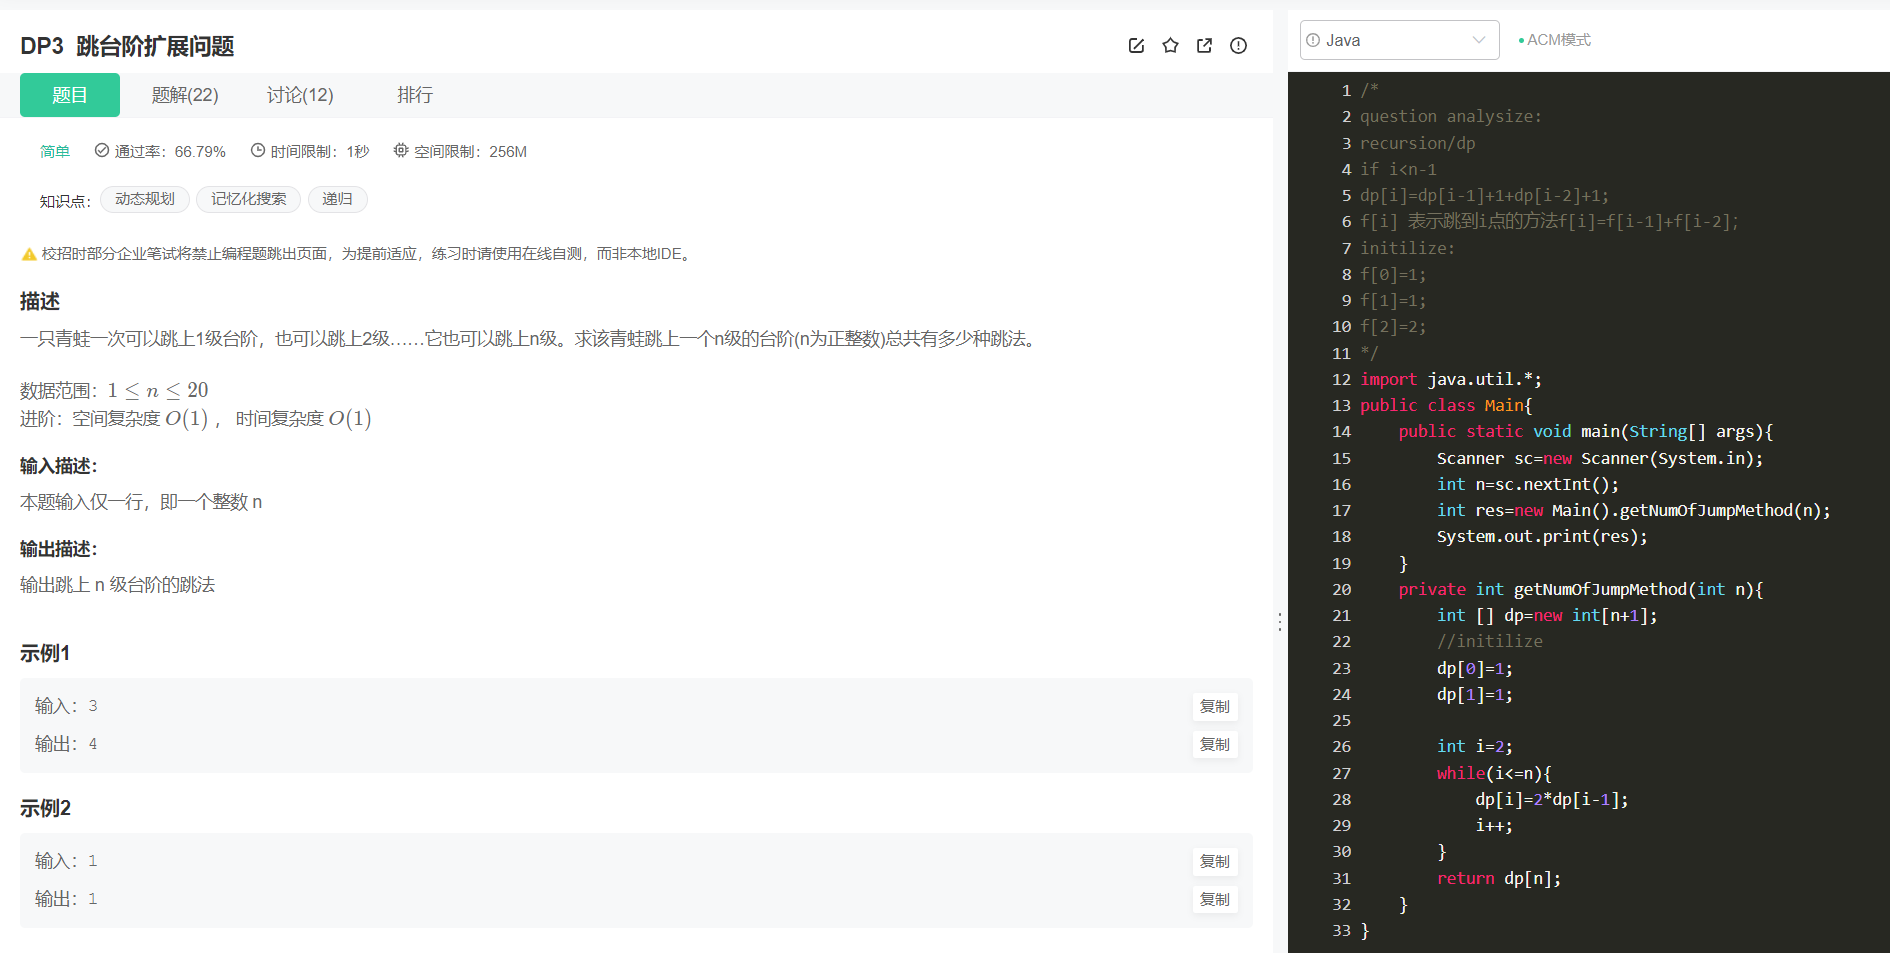 DP3 跳台阶扩展问题
题目 题解(22) 讨论(12) 排行
简单 通过率：66.79% 时间限制：1秒 空间限制：256M
知识点： 动态规划 记忆化搜索 递归
校招时部分企业笔试将禁止编程题跳出页面，为提前适应，练习时请使用在线自测，而非本地IDE。
描述
一只青蛙一次可以跳上1级台阶，也可以跳上2级……它也可以跳上n级。求该青蛙跳上一个n级的台阶(n为正整数)总共有多少种跳法。
数据范围：1 ≤ n ≤ 20
进阶：空间复杂度 O(1) ， 时间复杂度 O(1)
输入描述：
本题输入仅一行，即一个整数 n
输出描述：
输出跳上 n 级台阶的跳法
示例1
输入：3 复制
输出：4 复制
示例2
输入：1 复制
输出：1 复制
Java ACM模式
1 /*
2 question analysize:
3 recursion/dp
4 if i<n-1
5 dp[i]=dp[i-1]+1+dp[i-2]+1;
6 f[i] 表示跳到i点的方法f[i]=f[i-1]+f[i-2];
7 initilize:
8 f[0]=1;
9 f[1]=1;
10 f[2]=2;
11 */
12 import java.util.*;
13 public class Main{
14     public static void main(String[] args){
15         Scanner sc=new Scanner(System.in);
16         int n=sc.nextInt();
17         int res=new Main().getNumOfJumpMethod(n);
18         System.out.print(res);
19     }
20     private int getNumOfJumpMethod(int n){
21         int [] dp=new int[n+1];
22         //initilize
23         dp[0]=1;
24         dp[1]=1;
25
26         int i=2;
27         while(i<=n){
28             dp[i]=2*dp[i-1];
29             i++;
30         }
31         return dp[n];
32     }
33 }